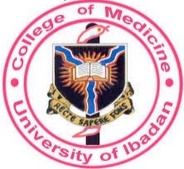 College of Medicine
RECTE SAPERE FONS
University of Ibadan